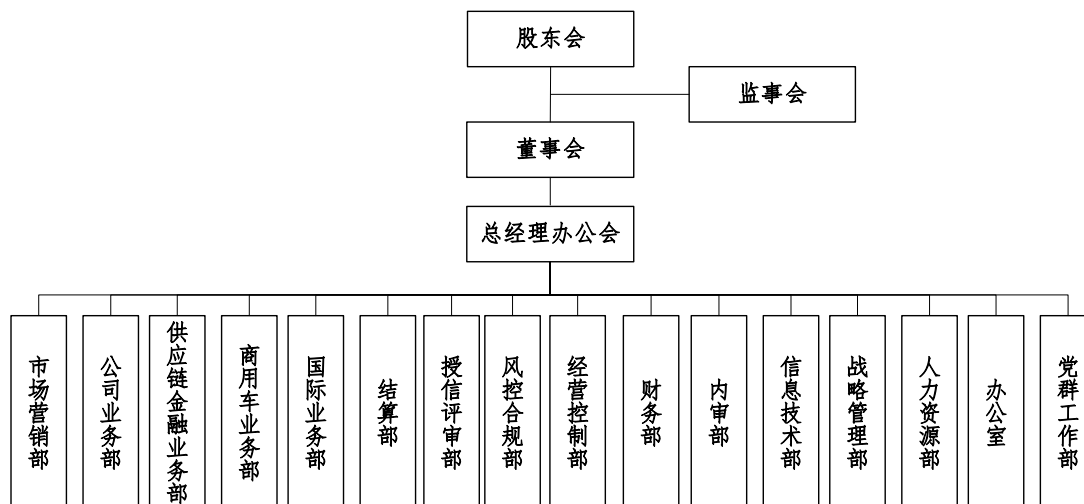 股东会
监事会
董事会
总经理办公会
市场营销部
公司业务部
供应链金融业务部
商用车业务部
国际业务部
结算部
授信评审部
风控合规部
经营控制部
财务部
内审部
信息技术部
战略管理部
人力资源部
办公室
党群工作部